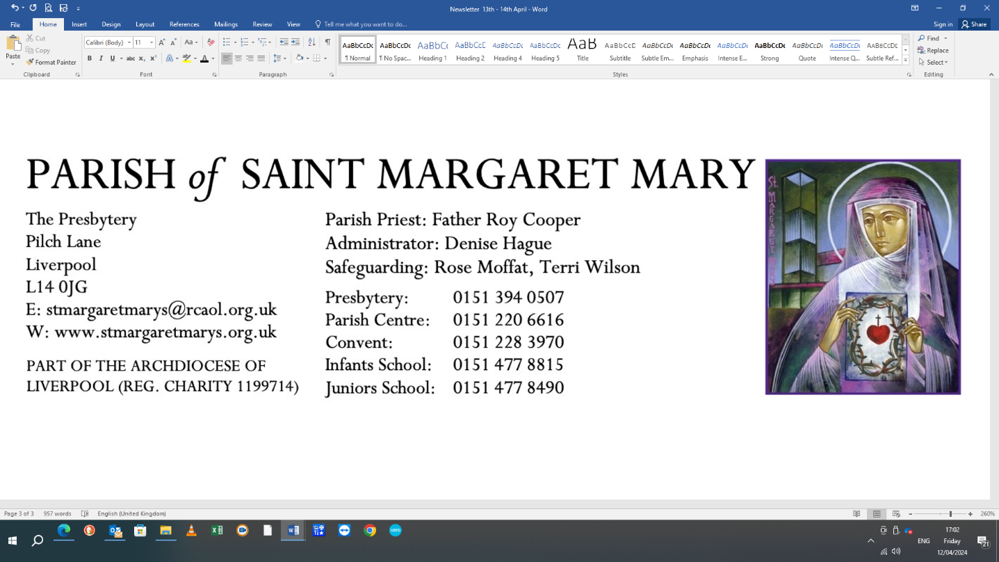 Newsletter 13th - 14th April - Word
File Home Insert Design Layout References Mailings Review View Tell me what you want to do... Sign in Share
Paste
Cut
Copy
Format Painter
Clipboard
Calibri (Body) 11
Font
Paragraph
AaBbCcDc AaBbCcDc AaBbCc AaBbCcE AaBbCcDc AaBbCcDc AaB AaBbCcD AaBbCcDc AaBbCcDc AaBbCcDc AaBbCcDc AaBbCcDc AaBbCcDc AABBCCDE
¶ Normal ¶ No Spac... Heading 1 Heading 2 Heading 4 Heading 5 Title Subtitle Subtle Em... Emphasis Intense E... Strong Quote Intense Q... Subtle Ref...
Styles
Find
Replace
Select
Editing
PARISH of SAINT MARGARET MARY
The Presbytery
Pilch Lane
Liverpool
L14 0JG
E: stmargaretmarys@rcaol.org.uk
W: www.stmargaretmarys.org.uk
PART OF THE ARCHDIOCESE OF
LIVERPOOL (REG. CHARITY 1199714)
Parish Priest: Father Roy Cooper
Administrator: Denise Hague
Safeguarding: Rose Moffat, Terri Wilson
Presbytery: 0151 394 0507
Parish Centre: 0151 220 6616
Convent: 0151 228 3970
Infants School: 0151 477 8815
Juniors School: 0151 477 8490
St. MARGARET
Page 3 of 3 957 words English (United Kingdom) 260%
ENG
17:02
Friday
12/04/2024
21